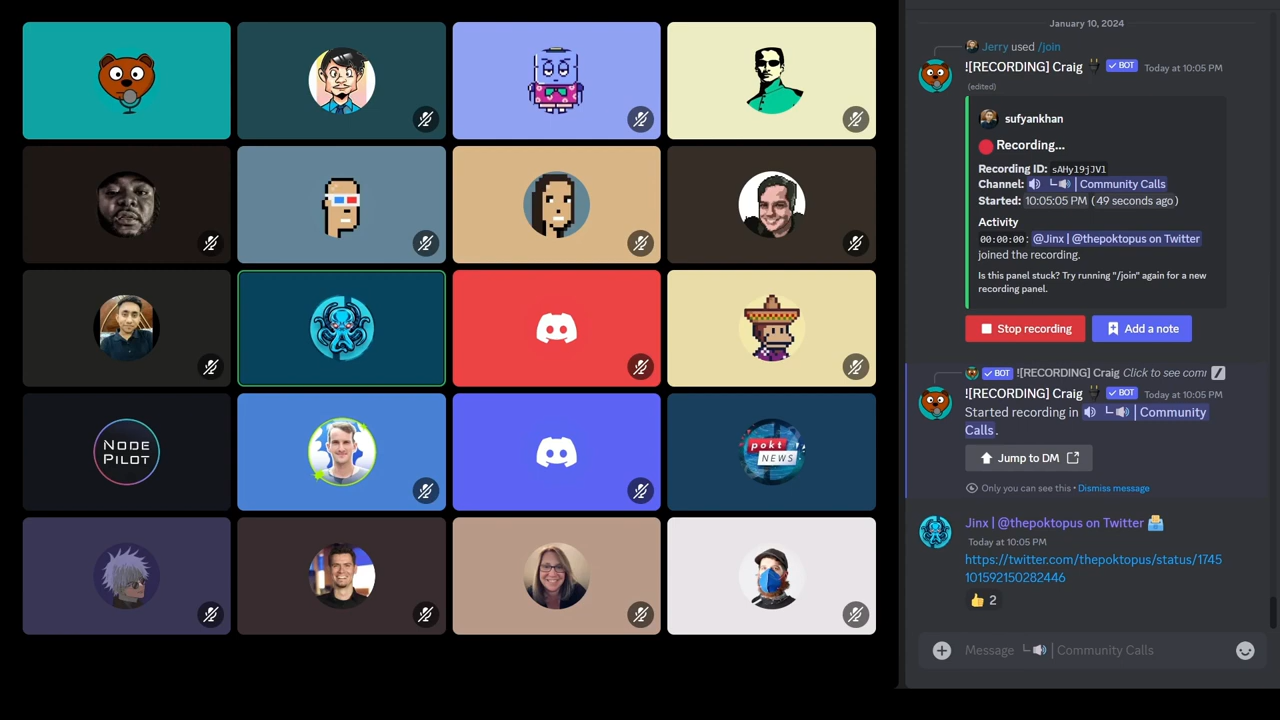 NODE
PILOT
pokt
NEWS
January 10, 2024
Jerry used /join
![RECORDING] Craig BOT Today at 10:05 PM
(edited)
sufyankhan
Recording...
Recording ID: sAHyl9jJVl
Channel: Community Calls
Started: 10:05:05 PM (49 seconds ago)
Activity
00:00:00: @Jinx | @thepoktopus on Twitter
joined the recording.
Is this panel stuck? Try running "/join" again for a new
recording panel.
Stop recording
Add a note
BOT ![RECORDING] Craig Click to see comm
![RECORDING] Craig BOT Today at 10:05 PM
Started recording in | Community
Calls.
Jump to DM
Only you can see this • Dismiss message
Jinx | @thepoktopus on Twitter
Today at 10:05 PM
https://twitter.com/thepoktopus/status/1745
101592150282446
👍 2
Message | Community Calls